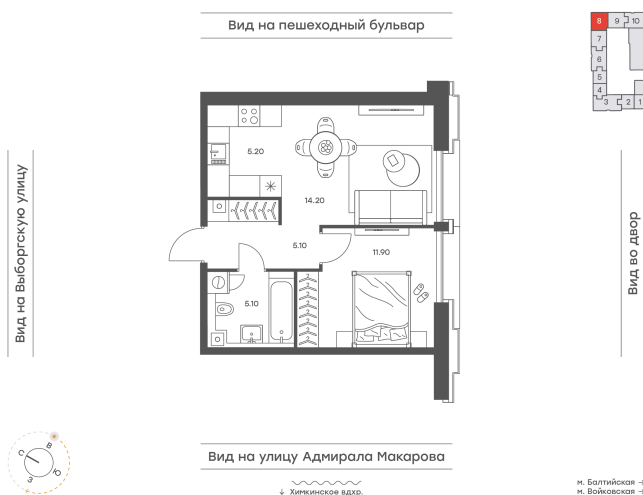 Вид на пешеходный бульвар
8 9 10
7
6
5
4
3 2 1
5.20
14.20
5.10
11.90
5.10
Вид на Выборгскую улицу
Вид во двор
Вид на улицу Адмирала Макарова
С
В
Ю
З
↓ Химкинское вдхр.
м. Балтийская
м. Войковская